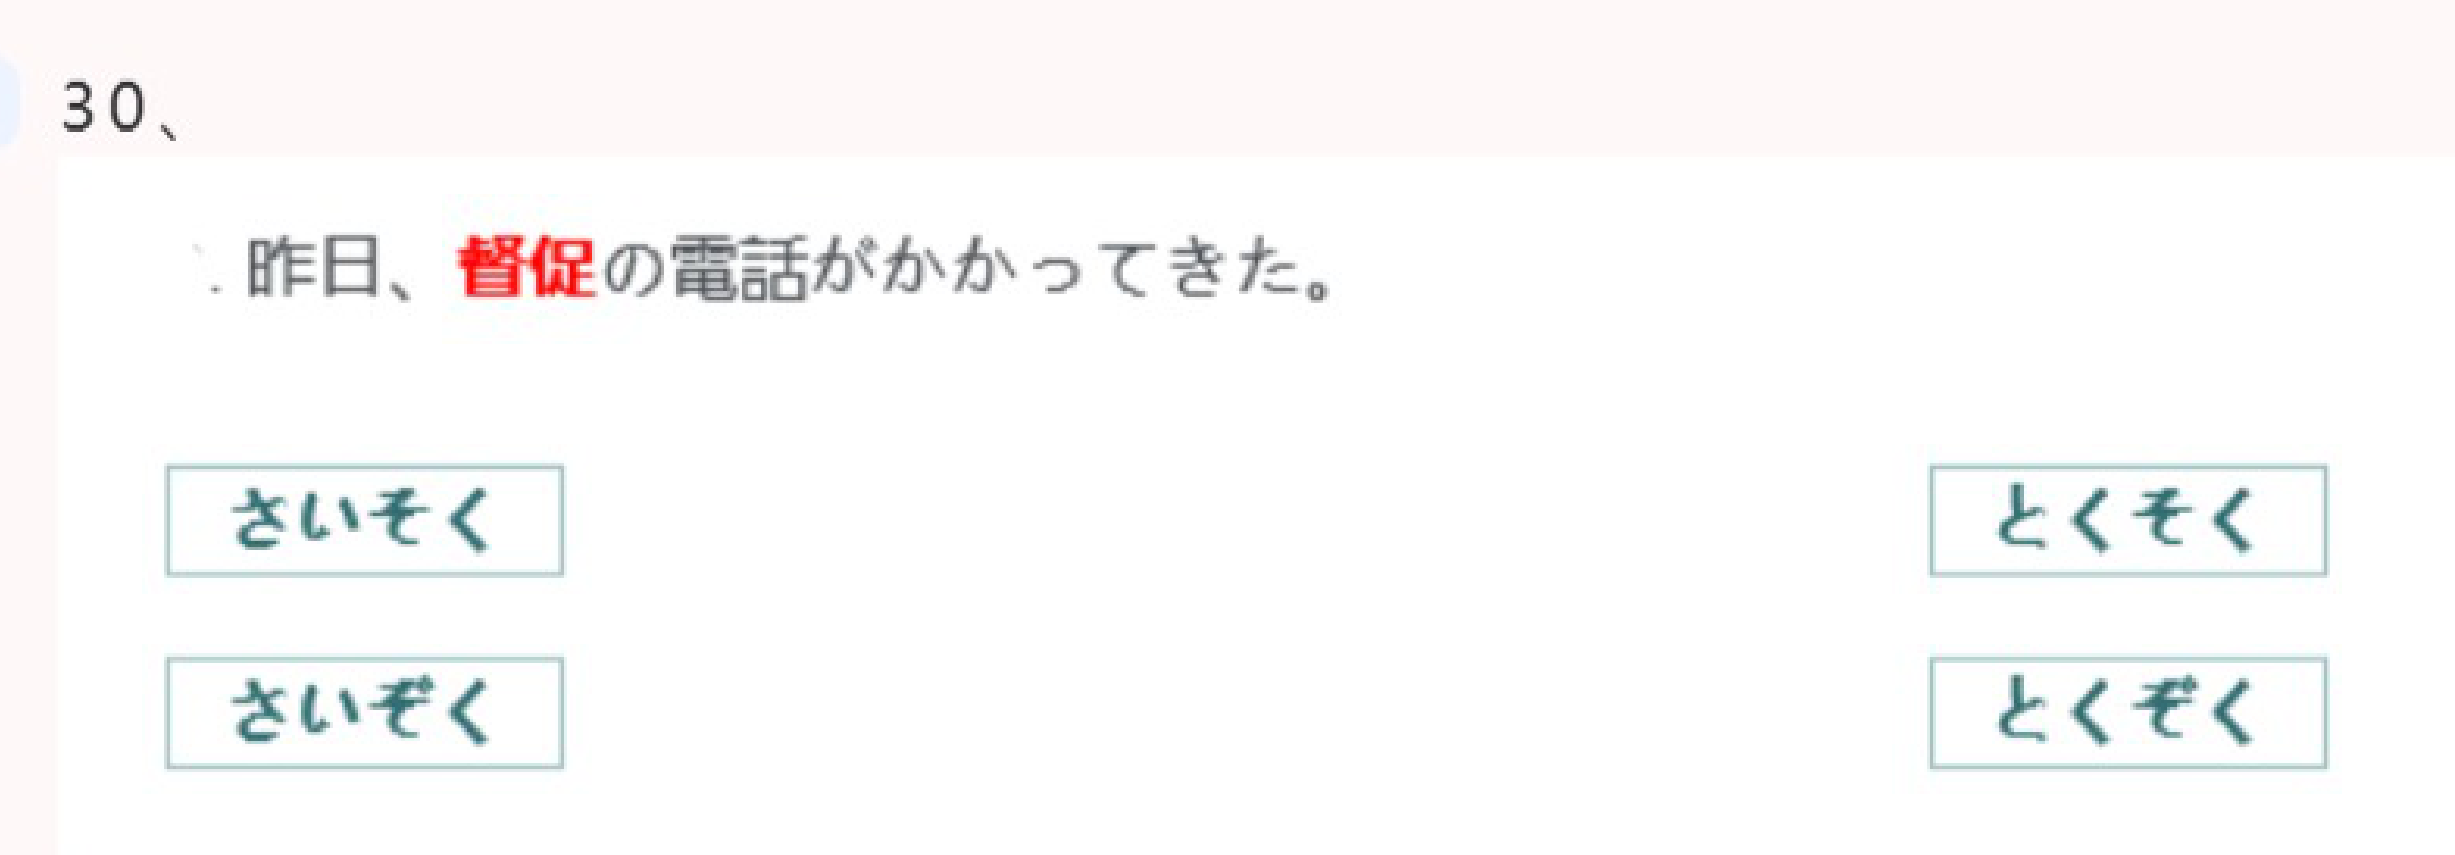 30、
. 昨日、督促の電話がかかってきた。
さいそく
とくそく
さいぞく
とくぞく